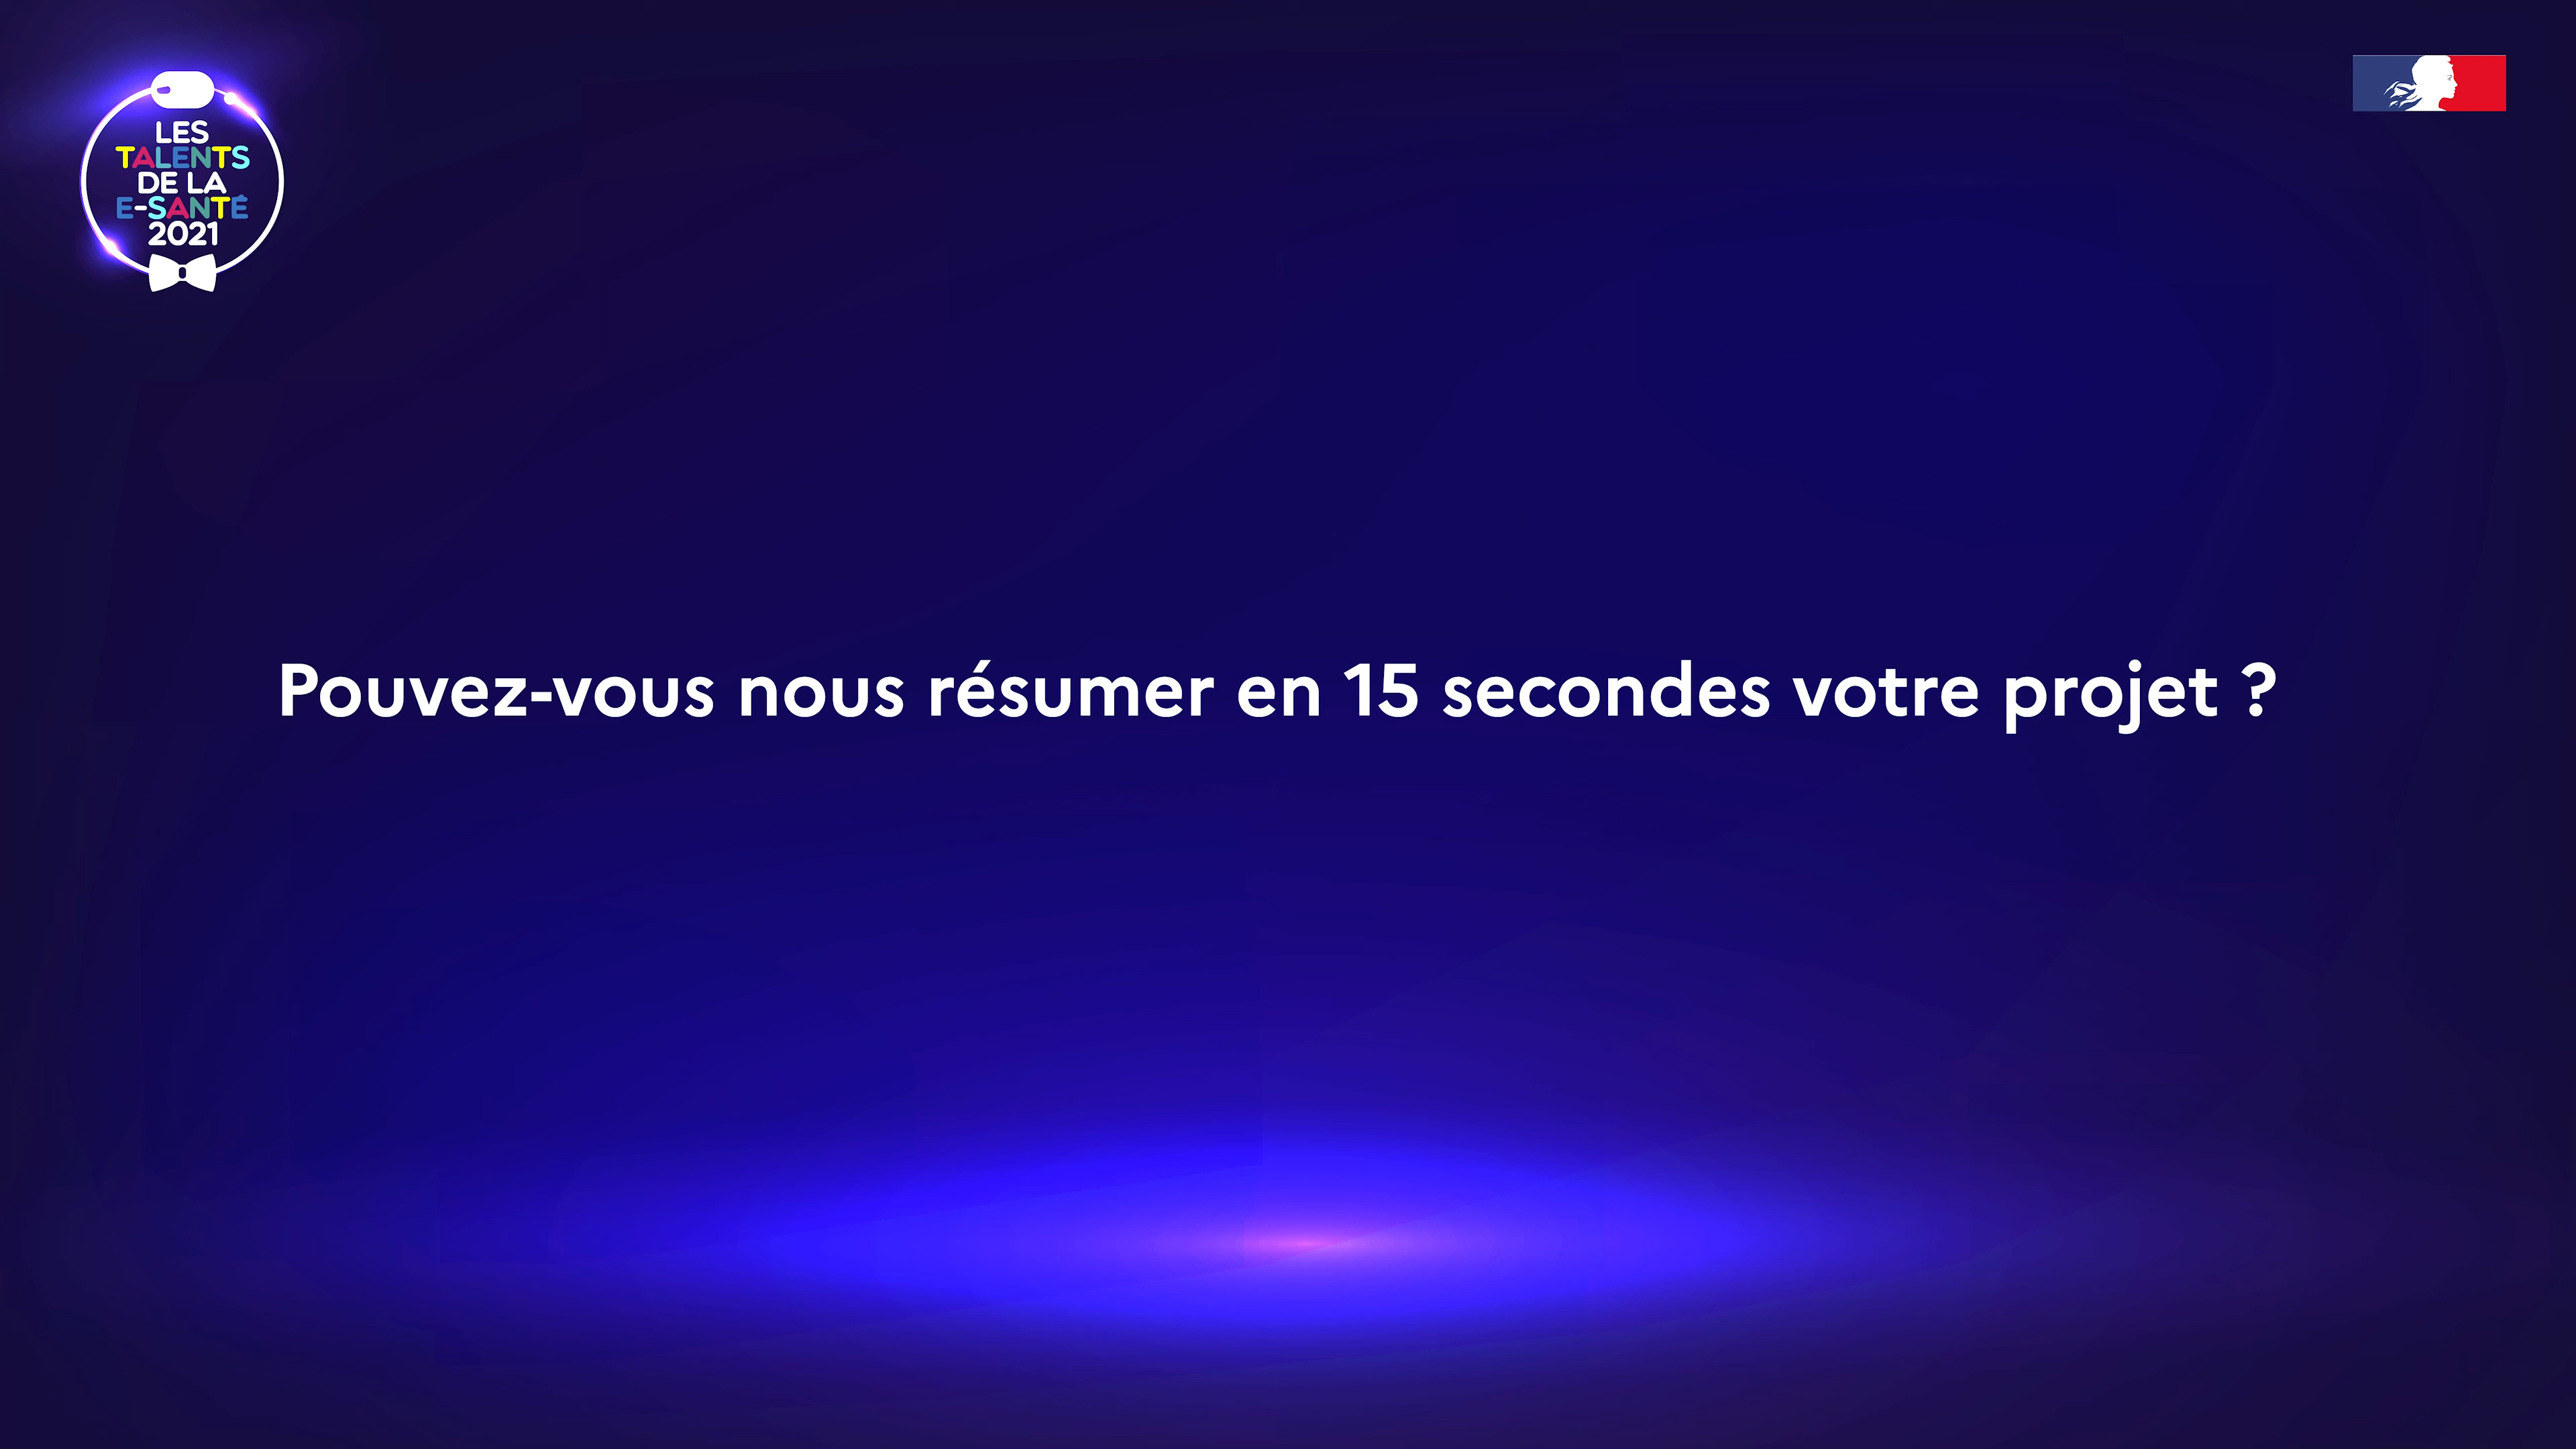 LES
TALENTS
DE LA
E-SANTÉ
2021
Pouvez-vous nous résumer en 15 secondes votre projet ?